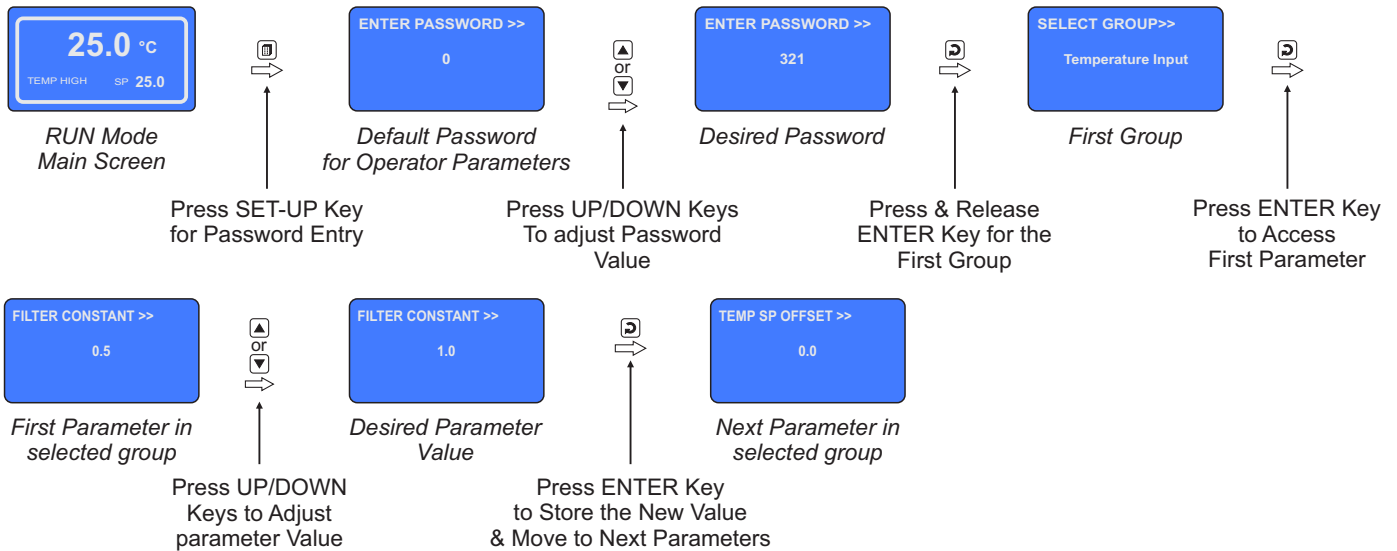 25.0 °C
TEMP HIGH SP 25.0
RUN Mode
Main Screen
Press SET-UP Key
for Password Entry
ENTER PASSWORD >>
0
Default Password
for Operator Parameters
or
Press UP/DOWN Keys
To adjust Password
Value
ENTER PASSWORD >>
321
Desired Password
Press & Release
ENTER Key for the
First Group
SELECT GROUP>>
Temperature Input
First Group
Press ENTER Key
to Access
First Parameter
FILTER CONSTANT >>
0.5
First Parameter in
selected group
or
Press UP/DOWN
Keys to Adjust
parameter Value
FILTER CONSTANT >>
1.0
Desired Parameter
Value
Press ENTER Key
to Store the New Value
& Move to Next Parameters
TEMP SP OFFSET >>
0.0
Next Parameter in
selected group